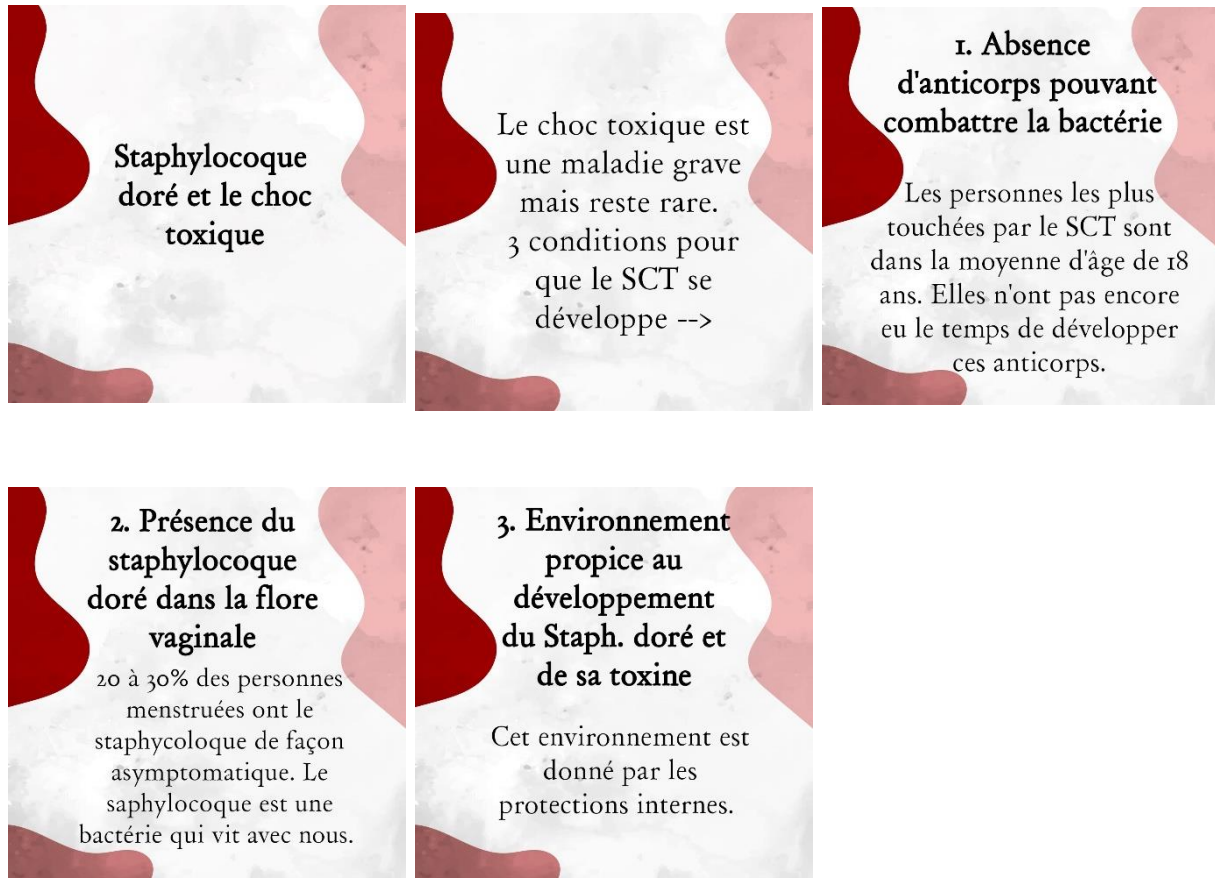 Staphylocoque
doré et le choc
toxique
Le choc toxique est
une maladie grave
mais reste rare.
3 conditions pour
que le SCT se
développe -->
1. Absence
d'anticorps pouvant
combattre la bactérie
Les personnes les plus
touchées par le SCT sont
dans la moyenne d'âge de 18
ans. Elles n'ont pas encore
eu le temps de développer
ces anticorps.
2. Présence du
staphylocoque
doré dans la flore
vaginale
20 à 30% des personnes
menstruées ont le
staphycoloque de façon
asymptomatique. Le
saphylocoque est une
bactérie qui vit avec nous.
3. Environnement
propice au
développement
du Staph. doré et
de sa toxine
Cet environnement est
donné par les
protections internes.